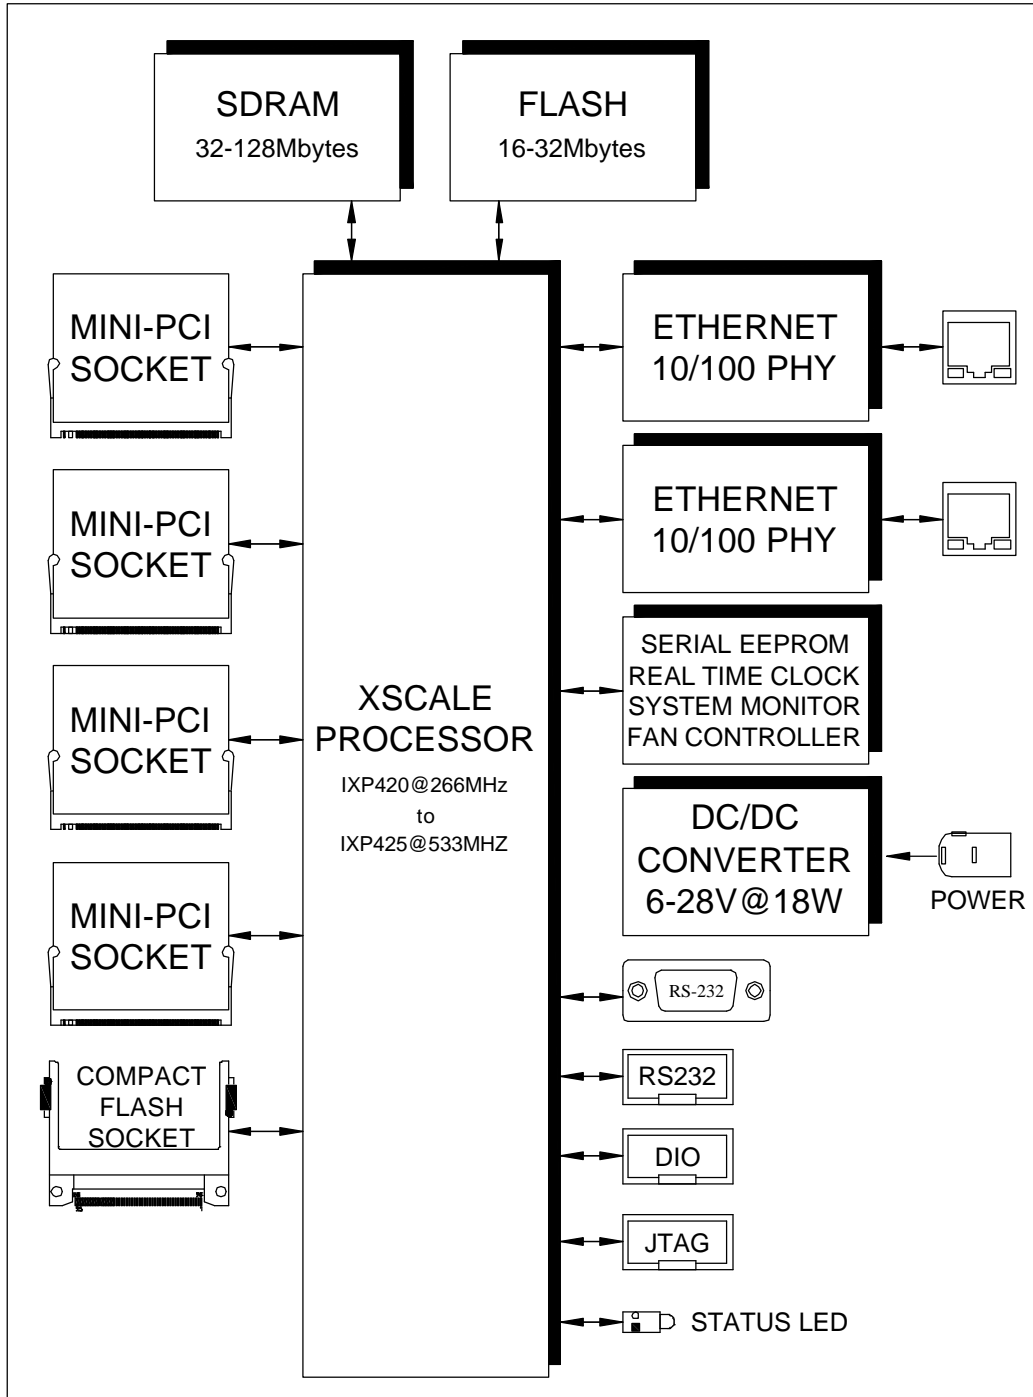 SDRAM
32-128Mbytes
FLASH
16-32Mbytes
MINI-PCI
SOCKET
MINI-PCI
SOCKET
MINI-PCI
SOCKET
MINI-PCI
SOCKET
COMPACT
FLASH
SOCKET
XSCALE
PROCESSOR
IXP420@266MHz
to
IXP425@533MHZ
ETHERNET
10/100 PHY
ETHERNET
10/100 PHY
SERIAL EEPROM
REAL TIME CLOCK
SYSTEM MONITOR
FAN CONTROLLER
DC/DC
CONVERTER
6-28V@18W
POWER
RS-232
RS232
DIO
JTAG
STATUS LED